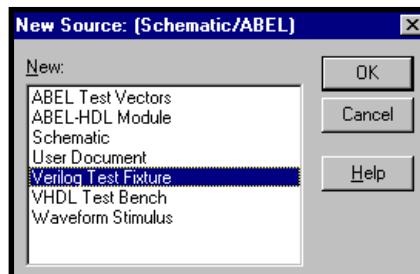 New Source: (Schematic/ABEL)
New:
ABEL Test Vectors
ABEL-HDL Module
Schematic
User Document
Verilog Test Fixture
VHDL Test Bench
Waveform Stimulus
OK
Cancel
Help